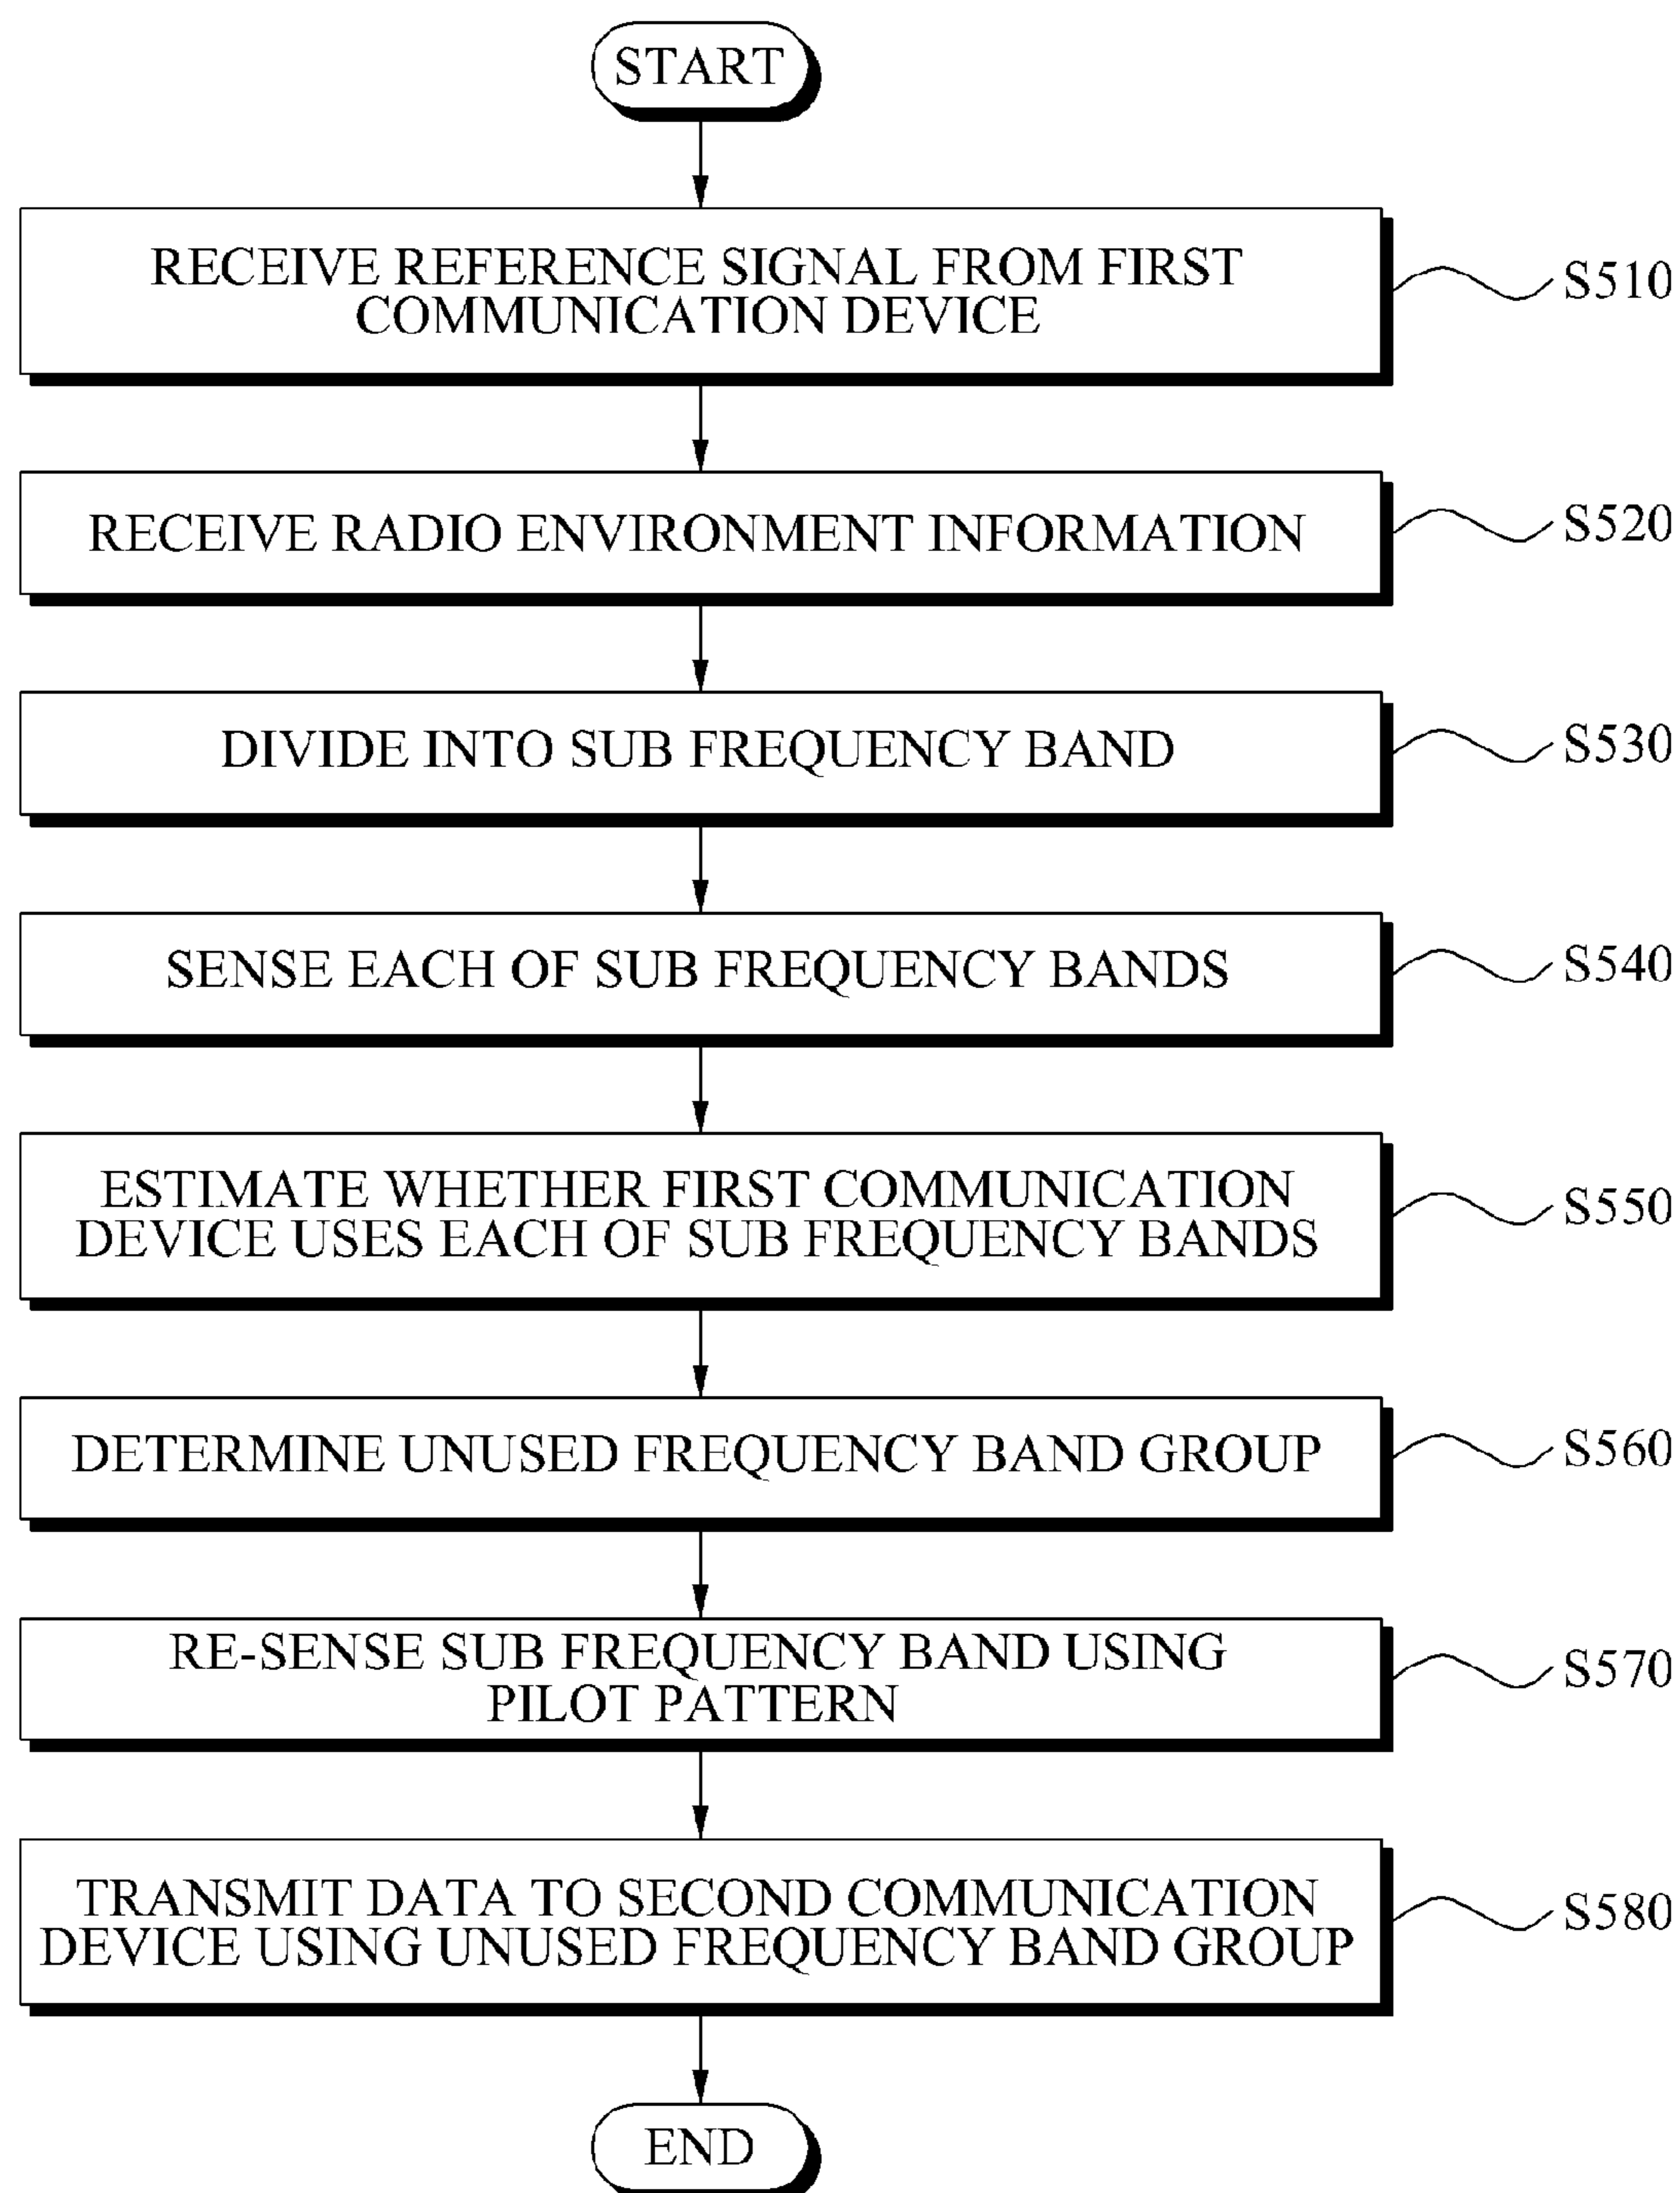 START
RECEIVE REFERENCE SIGNAL FROM FIRST
COMMUNICATION DEVICE
S510
RECEIVE RADIO ENVIRONMENT INFORMATION
S520
DIVIDE INTO SUB FREQUENCY BAND
S530
SENSE EACH OF SUB FREQUENCY BANDS
S540
ESTIMATE WHETHER FIRST COMMUNICATION
DEVICE USES EACH OF SUB FREQUENCY BANDS
S550
DETERMINE UNUSED FREQUENCY BAND GROUP
S560
RE-SENSE SUB FREQUENCY BAND USING
PILOT PATTERN
S570
TRANSMIT DATA TO SECOND COMMUNICATION
DEVICE USING UNUSED FREQUENCY BAND GROUP
S580
END